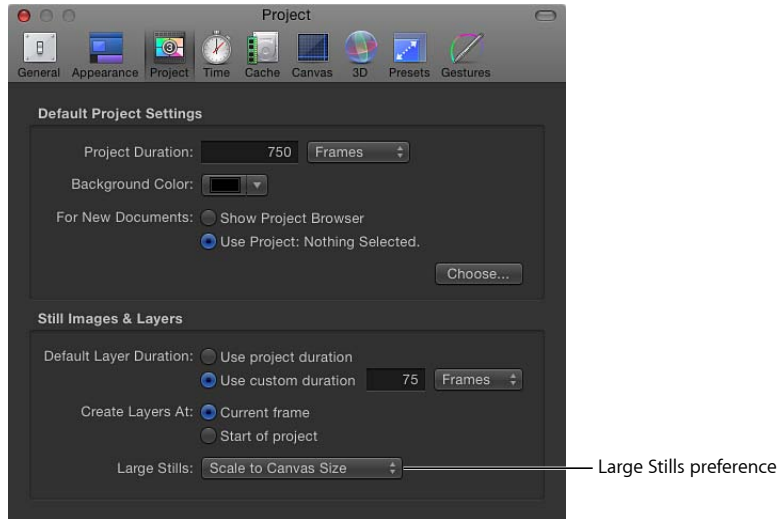 Project
General Appearance Project Time Cache Canvas 3D Presets Gestures
Default Project Settings
Project Duration: 750 Frames
Background Color:
For New Documents: Show Project Browser
Use Project: Nothing Selected.
Choose...
Still Images & Layers
Default Layer Duration: Use project duration
Use custom duration 75 Frames
Create Layers At: Current frame
Start of project
Large Stills: Scale to Canvas Size
Large Stills preference